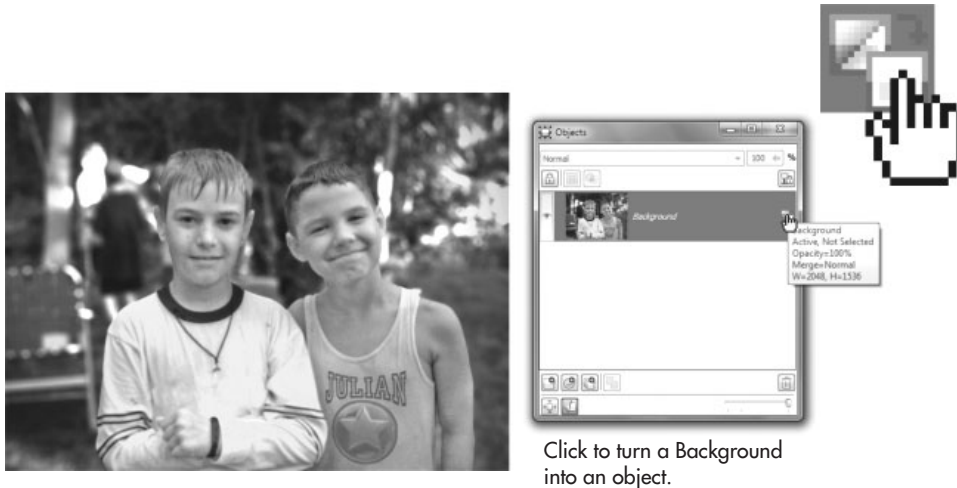 Objects
Normal
100 %
Background
Background
Active, Not Selected
Opacity=100%
Merge=Normal
W=2048, H=1536
JULIAN
Click to turn a Background
into an object.